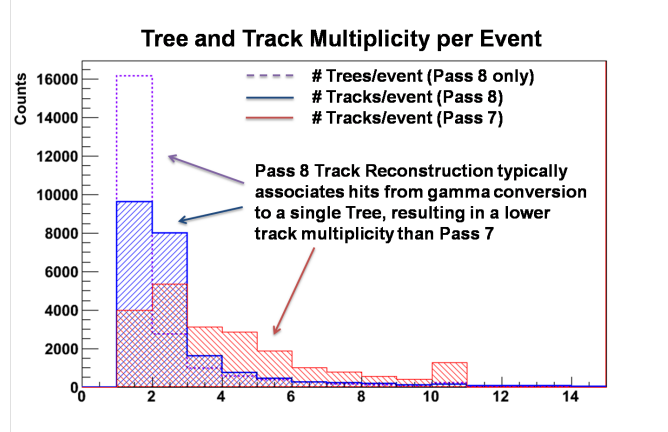 Tree and Track Multiplicity per Event
Counts
16000
14000
12000
10000
8000
6000
4000
2000
0
# Trees/event (Pass 8 only)
# Tracks/event (Pass 8)
# Tracks/event (Pass 7)
Pass 8 Track Reconstruction typically
associates hits from gamma conversion
to a single Tree, resulting in a lower
track multiplicity than Pass 7
0 2 4 6 8 10 12 14